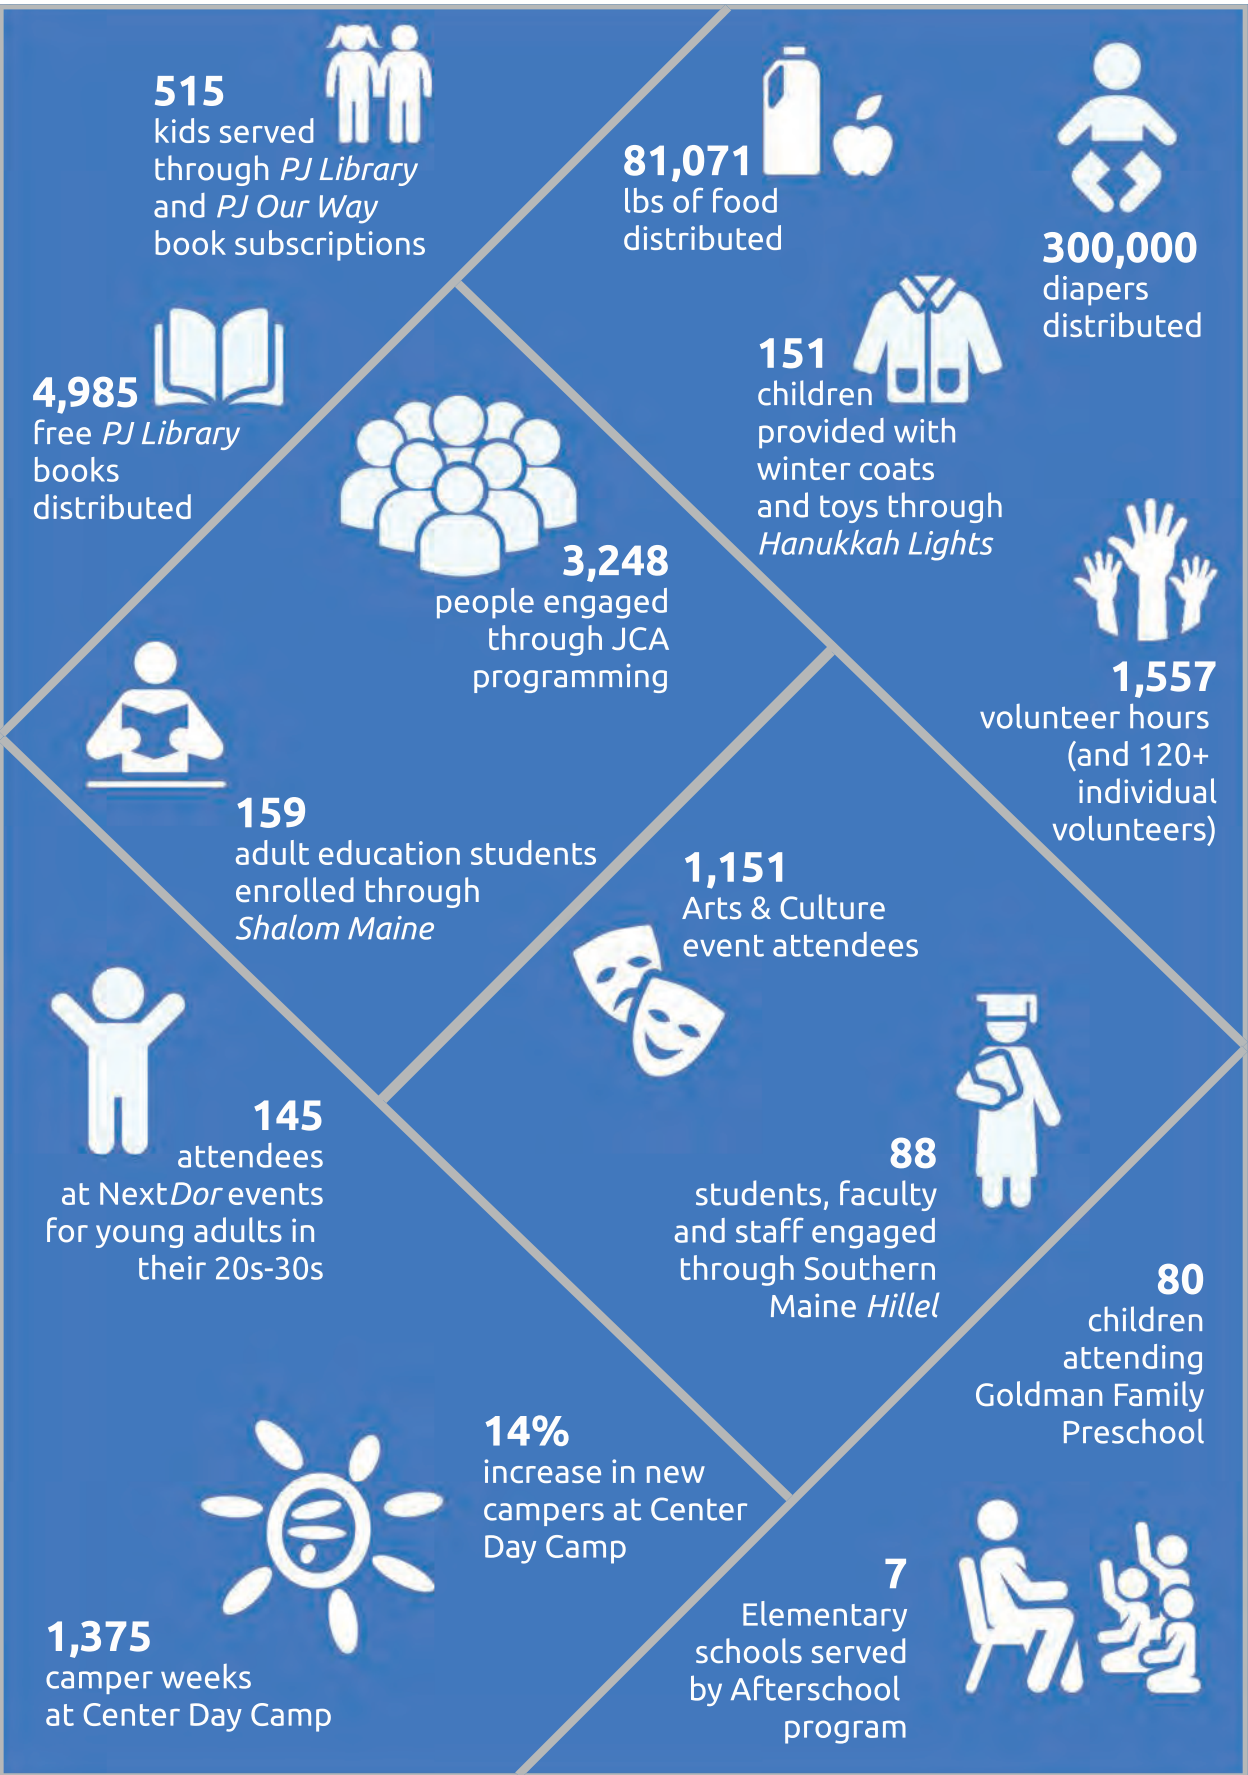 515
kids served
through PJ Library
and PJ Our Way
book subscriptions
81,071
lbs of food
distributed
300,000
diapers
distributed
4,985
free PJ Library
books
distributed
151
children
provided with
winter coats
and toys through
Hanukkah Lights
3,248
people engaged
through JCA
programming
1,557
volunteer hours
(and 120+
individual
volunteers)
159
adult education students
enrolled through
Shalom Maine
1,151
Arts & Culture
event attendees
145
attendees
at NextDor events
for young adults in
their 20s-30s
88
students, faculty
and staff engaged
through Southern
Maine Hillel
80
children
attending
Goldman Family
Preschool
14%
increase in new
campers at Center
Day Camp
1,375
camper weeks
at Center Day Camp
7
Elementary
schools served
by Afterschool
program